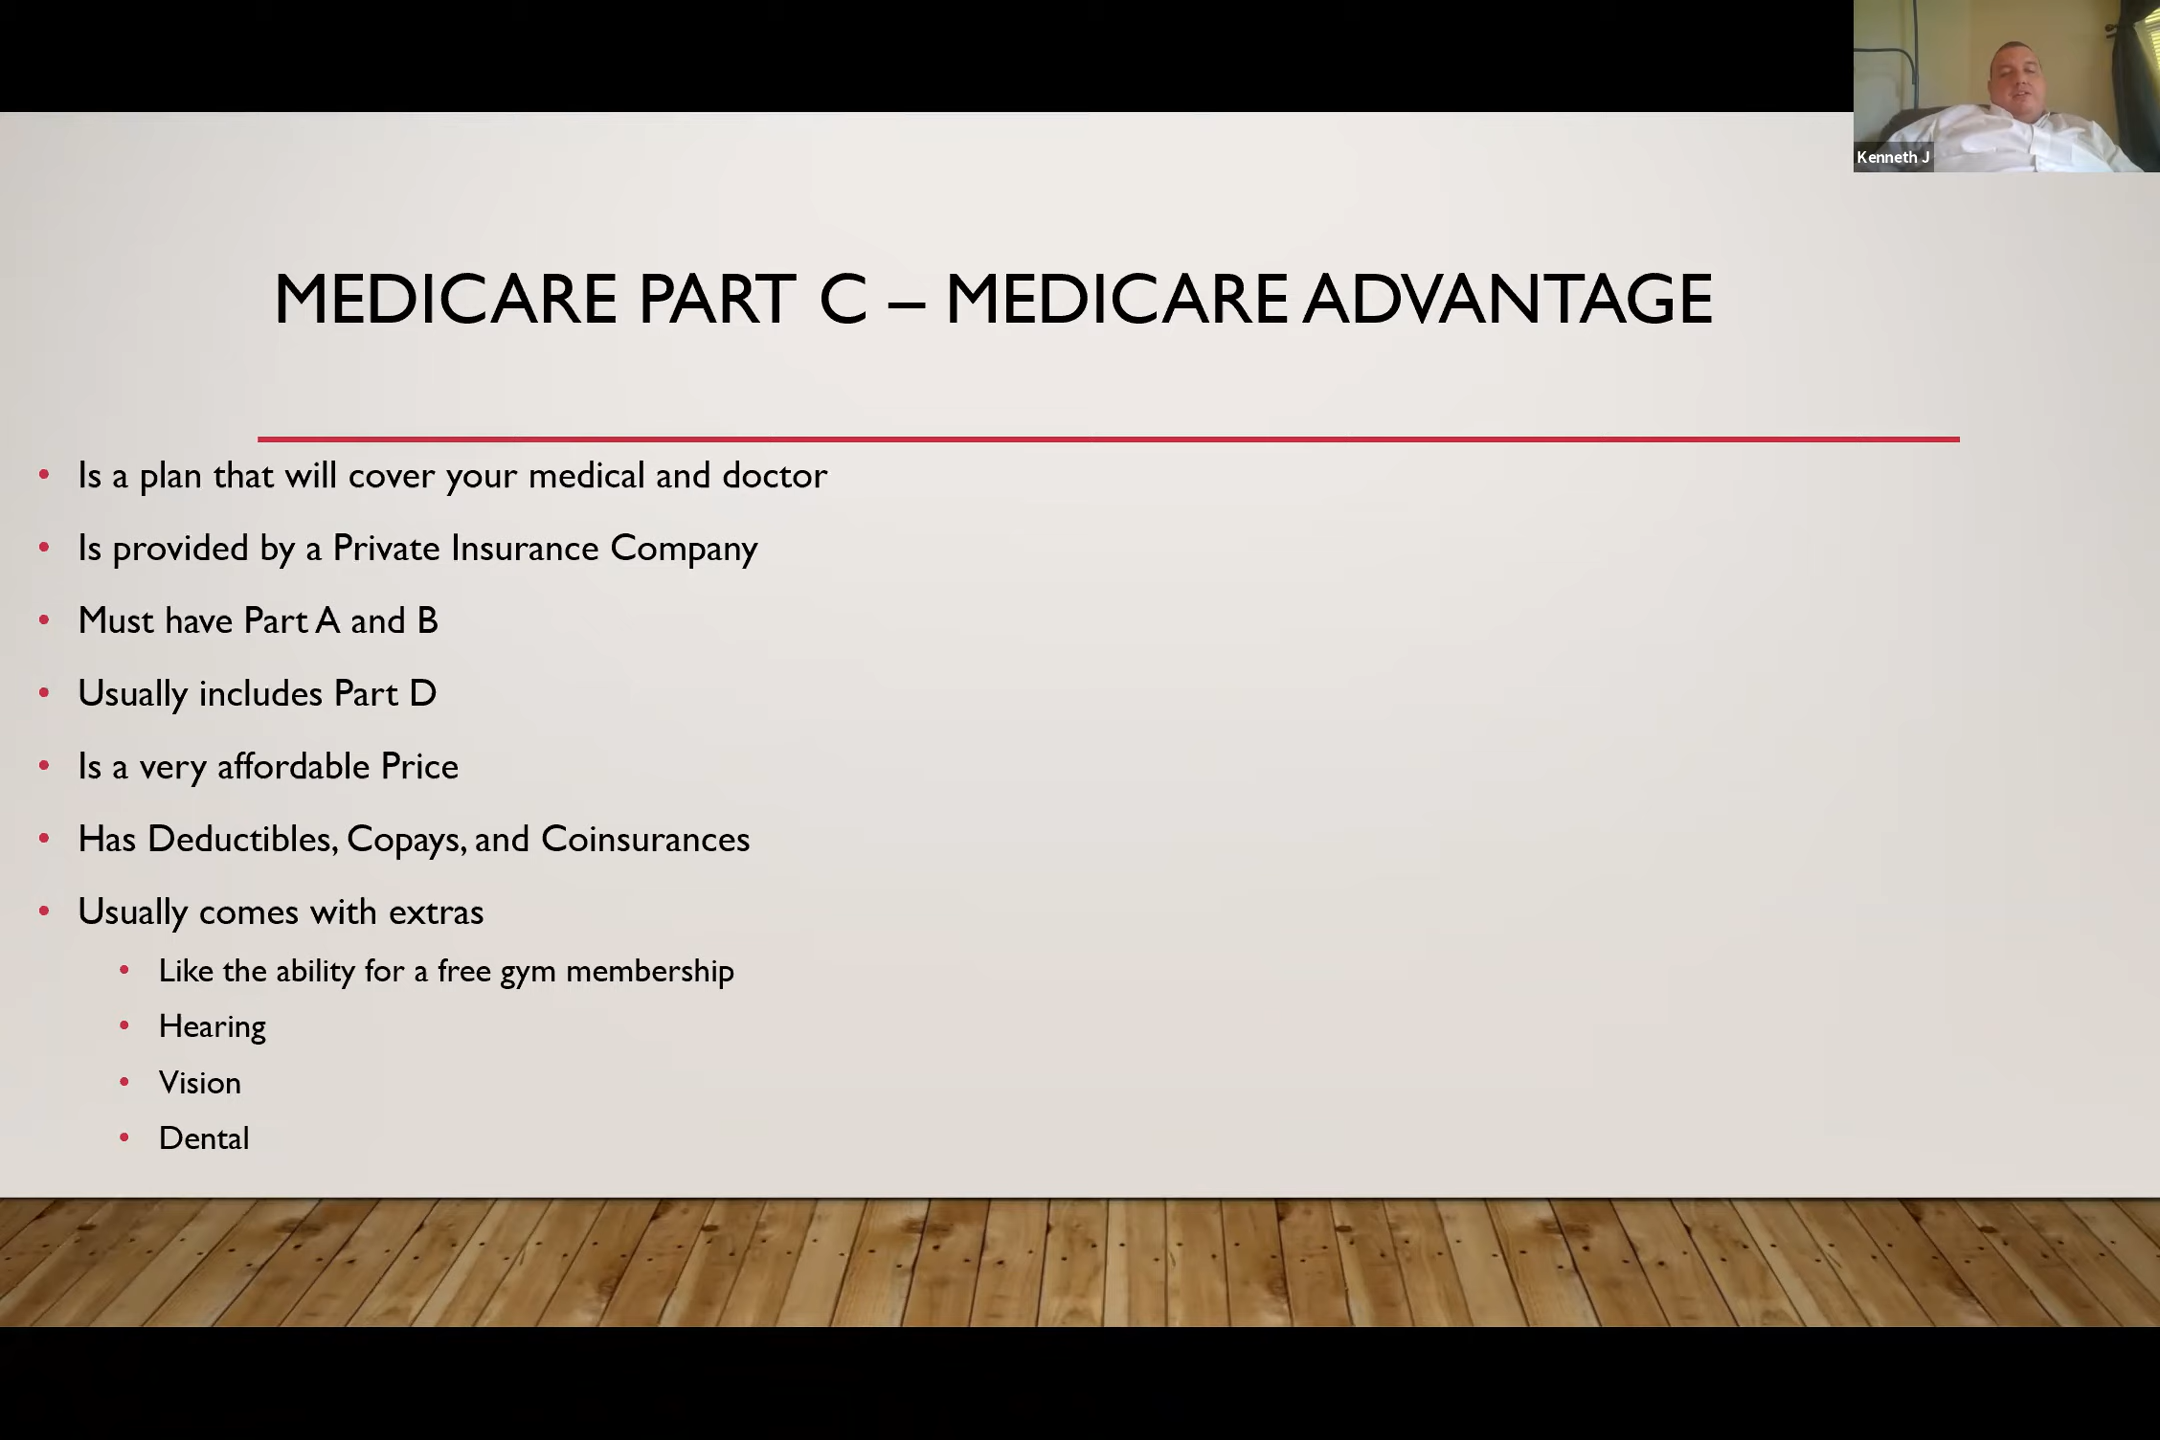 Kenneth J
MEDICARE PART C – MEDICARE ADVANTAGE
• Is a plan that will cover your medical and doctor
• Is provided by a Private Insurance Company
• Must have Part A and B
• Usually includes Part D
• Is a very affordable Price
• Has Deductibles, Copays, and Coinsurances
• Usually comes with extras
• Like the ability for a free gym membership
• Hearing
• Vision
• Dental